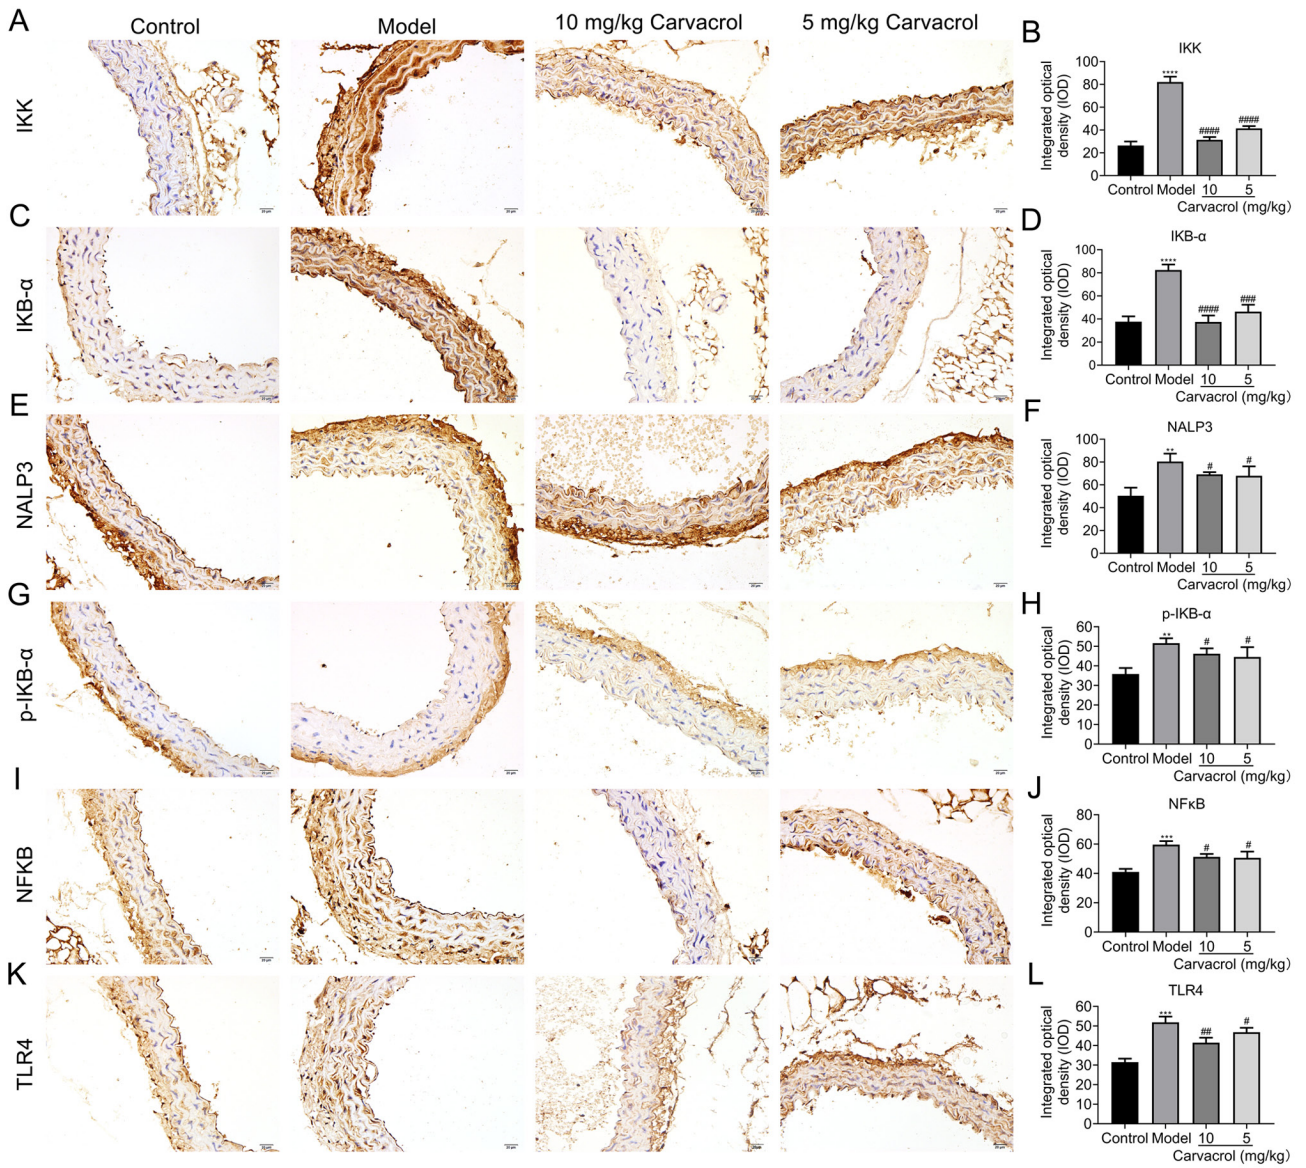 A
Control
Model
10 mg/kg Carvacrol
5 mg/kg Carvacrol
IKK
B
IKK
Integrated optical
density (IOD)
100
80
60
40
20
0
****
####
####
Control Model 10 5
Carvacrol (mg/kg)
C
IKB-α
D
IKB-α
Integrated optical
density (IOD)
100
80
60
40
20
0
****
####
###
Control Model 10 5
Carvacrol (mg/kg)
E
NALP3
F
NALP3
Integrated optical
density (IOD)
100
80
60
40
20
0
**
#
#
Control Model 10 5
Carvacrol (mg/kg)
G
p-IKB-α
H
p-IKB-α
Integrated optical
density (IOD)
60
50
40
30
20
10
0
**
#
#
Control Model 10 5
Carvacrol (mg/kg)
I
NFKB
J
NFκB
Integrated optical
density (IOD)
80
60
40
20
0
***
#
#
Control Model 10 5
Carvacrol (mg/kg)
K
TLR4
L
TLR4
Integrated optical
density (IOD)
60
50
40
30
20
10
0
***
##
#
Control Model 10 5
Carvacrol (mg/kg)